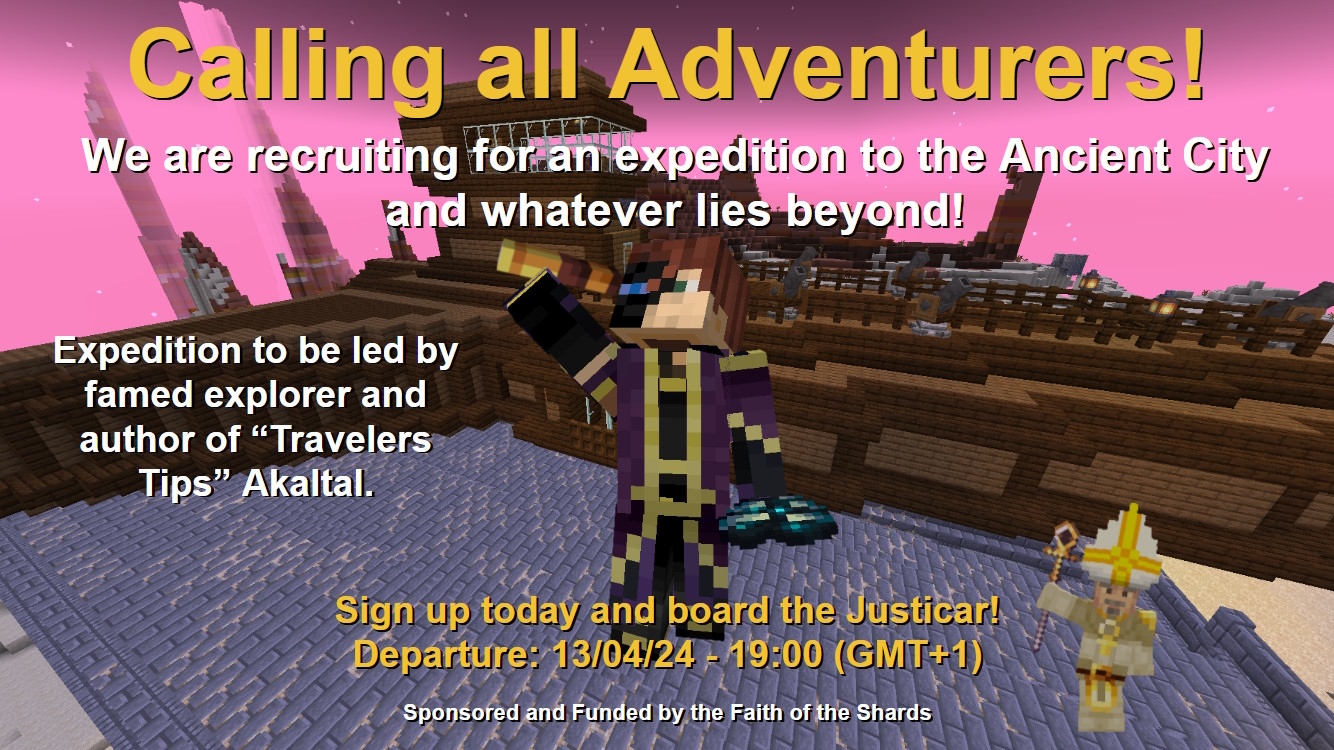 Calling all Adventurers!
We are recruiting for an expedition to the Ancient City
and whatever lies beyond!
Expedition to be led by
famed explorer and
author of “Travelers
Tips” Akaltal.
Sign up today and board the Justicar!
Departure: 13/04/24 - 19:00 (GMT+1)
Sponsored and Funded by the Faith of the Shards